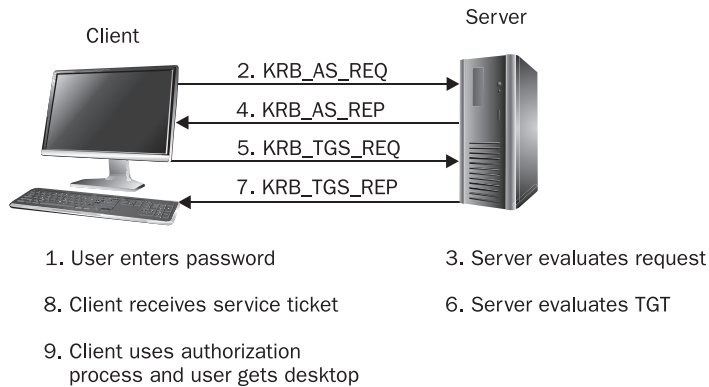 Client
Server
2. KRB_AS_REQ
4. KRB_AS_REP
5. KRB_TGS_REQ
7. KRB_TGS_REP
1. User enters password
3. Server evaluates request
8. Client receives service ticket
6. Server evaluates TGT
9. Client uses authorization
process and user gets desktop